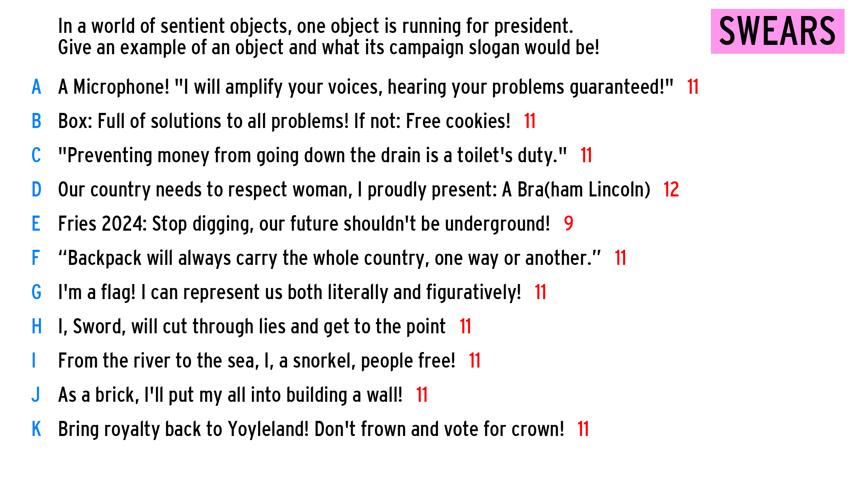 In a world of sentient objects, one object is running for president.
Give an example of an object and what its campaign slogan would be!
SWEARS
A A Microphone! "I will amplify your voices, hearing your problems guaranteed!" 11
B Box: Full of solutions to all problems! If not: Free cookies! 11
C "Preventing money from going down the drain is a toilet's duty." 11
D Our country needs to respect woman, I proudly present: A Bra(ham Lincoln) 12
E Fries 2024: Stop digging, our future shouldn't be underground! 9
F “Backpack will always carry the whole country, one way or another.” 11
G I'm a flag! I can represent us both literally and figuratively! 11
H I, Sword, will cut through lies and get to the point 11
I From the river to the sea, I, a snorkel, people free! 11
J As a brick, I'll put my all into building a wall! 11
K Bring royalty back to Yoyleland! Don't frown and vote for crown! 11